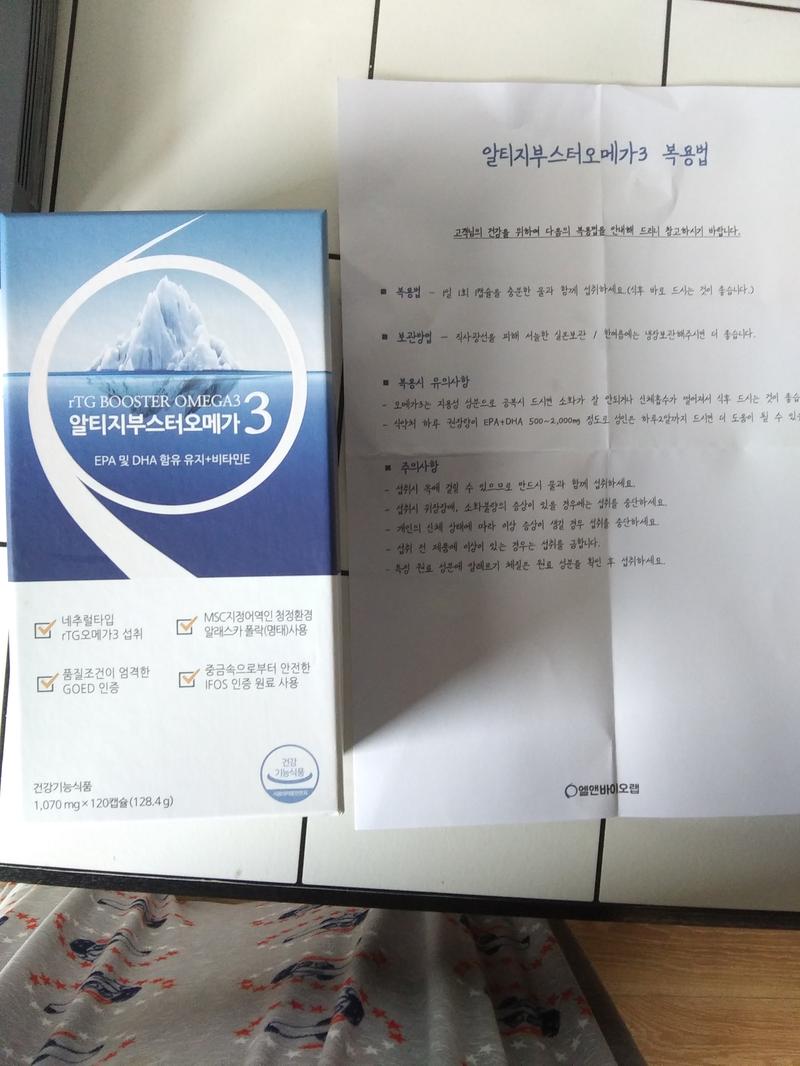 rTG BOOSTER OMEGA3
알티지부스터오메가3
EPA 및 DHA 함유 유지+비타민E
네추럴타입
rTG오메가3 섭취
MSC지정어역인 청정환경
알래스카 폴락(명태)사용
품질조건이 엄격한
GOED 인증
중금속으로부터 안전한
IFOS 인증 원료 사용
건강기능식품
1,070 mg×120캡슐(128.4g)
건강
기능식품
알티지부스터오메가3 복용법
고객님의 건강을 위하여 다음의 복용법을 안내해 드리니 참고하시기 바랍니다.
■ 복용법 - 1일 1회 1캡슐을 충분한 물과 함께 섭취하세요.(식후 바로 드시는 것이 좋습니다.)
■ 보관방법 - 직사광선을 피해 서늘한 실온보관 / 한여름에는 냉장보관해주시면 더 좋습니다.
■ 복용시 유의사항
- 오메가3는 지용성 성분으로 공복시 드시면 소화가 잘 안되거나 신체흡수가 떨어져서 식후 드시는 것이 좋습
- 식약처 하루 권장량이 EPA+DHA 500~2,000mg 정도로 성인은 하루2알까지 드시면 더 도움이 될 수 있
■ 주의사항
- 섭취시 목에 걸릴 수 있으므로 반드시 물과 함께 섭취하세요.
- 섭취시 위장장애, 소화불량의 증상이 있을 경우에는 섭취를 중단하세요.
- 개인의 신체 상태에 따라 이상 증상이 생길 경우 섭취를 중단하세요.
- 섭취 전 제품에 이상이 있는 경우는 섭취를 금합니다.
- 특정 원료 성분에 알레르기 체질은 원료 성분을 확인 후 섭취하세요.
엘앤바이오랩